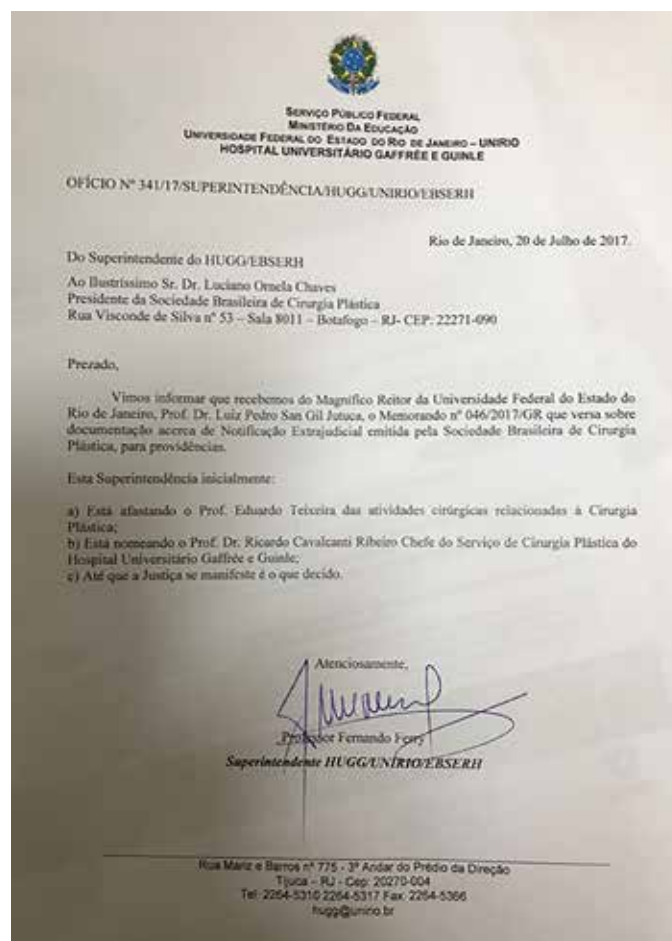 SERVIÇO PÚBLICO FEDERAL
MINISTÉRIO DA EDUCAÇÃO
UNIVERSIDADE FEDERAL DO ESTADO DO RIO DE JANEIRO – UNIRIO
HOSPITAL UNIVERSITÁRIO GAFFRÉE E GUINLE
OFÍCIO Nº 341/17/SUPERINTENDÊNCIA/HUGG/UNIRIO/EBSERH
Rio de Janeiro, 20 de Julho de 2017.
Do Superintendente do HUGG/EBSERH
Ao Ilustríssimo Sr. Dr. Luciano Ornela Chaves
Presidente da Sociedade Brasileira de Cirurgia Plástica
Rua Visconde de Silva nº 53 – Sala 8011 – Botafogo – RJ- CEP: 22271-090
Prezado,
Vimos informar que recebemos do Magnífico Reitor da Universidade Federal do Estado do
Rio de Janeiro, Prof. Dr. Luiz Pedro San Gil Jutuca, o Memorando nº 046/2017/GR que versa sobre
documentação acerca de Notificação Extrajudicial emitida pela Sociedade Brasileira de Cirurgia
Plástica, para providências.
Esta Superintendência inicialmente:
a) Está afastando o Prof. Eduardo Teixeira das atividades cirúrgicas relacionadas à Cirurgia
Plástica;
b) Está nomeando o Prof. Dr. Ricardo Cavalcanti Ribeiro Chefe do Serviço de Cirurgia Plástica do
Hospital Universitário Gaffrée e Guinle;
c) Até que a Justiça se manifeste é o que decido.
Atenciosamente,
Professor Fernando Ferry
Superintendente HUGG/UNIRIO/EBSERH
Rua Mariz e Barros nº 775 - 3º Andar do Prédio da Direção
Tijuca – RJ - Cep: 20270-004
Tel: 2264-5310 2264-5317 Fax: 2264-5366
hugg@unirio.br